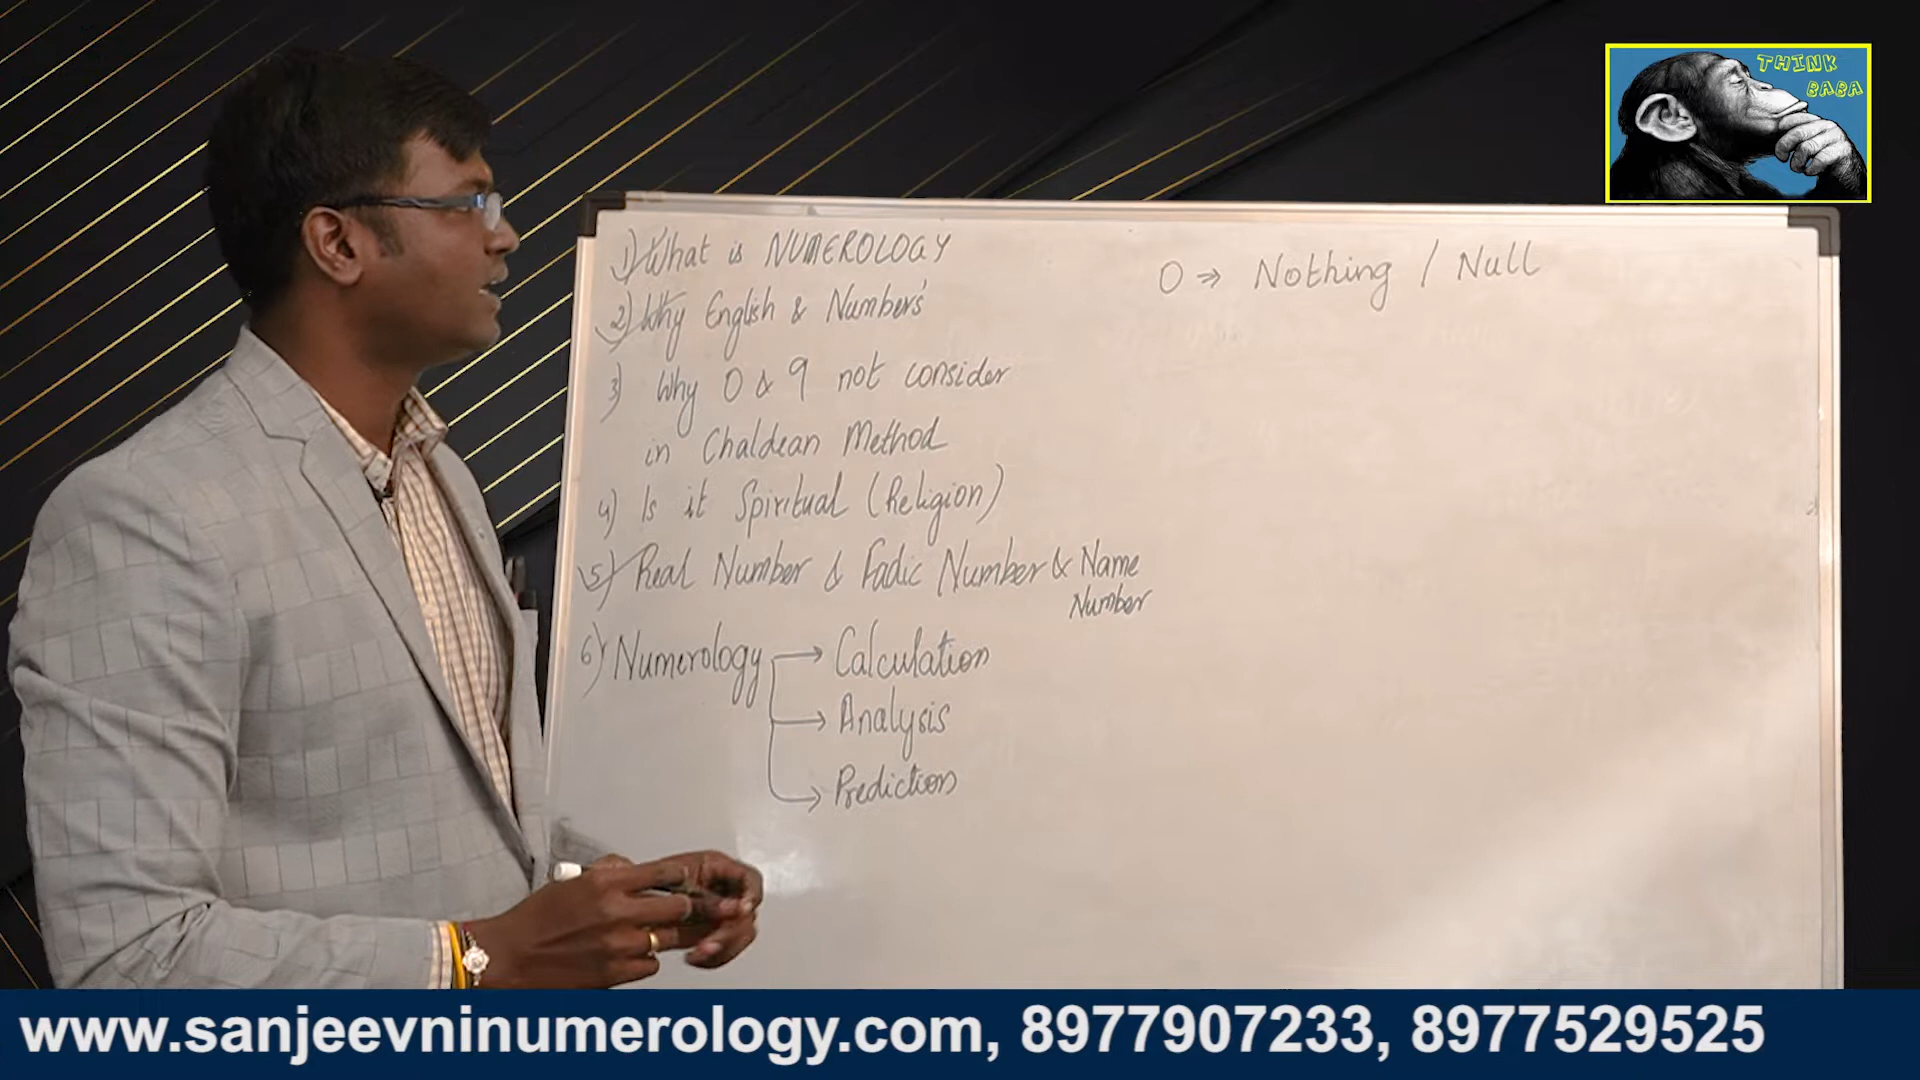 THINK
BABA
1) What is NUMEROLOGY
2) Why English & Numbers'
3) Why 0 & 9 not consider
in Chaldean Method
4) Is it Spiritual (Religion)
5) Real Number & Fadic Number & Name
Number
6) Numerology → Calculation
→ Analysis
→ Prediction
0 ⇒ Nothing / Null
www.sanjeevninumerology.com, 8977907233, 8977529525